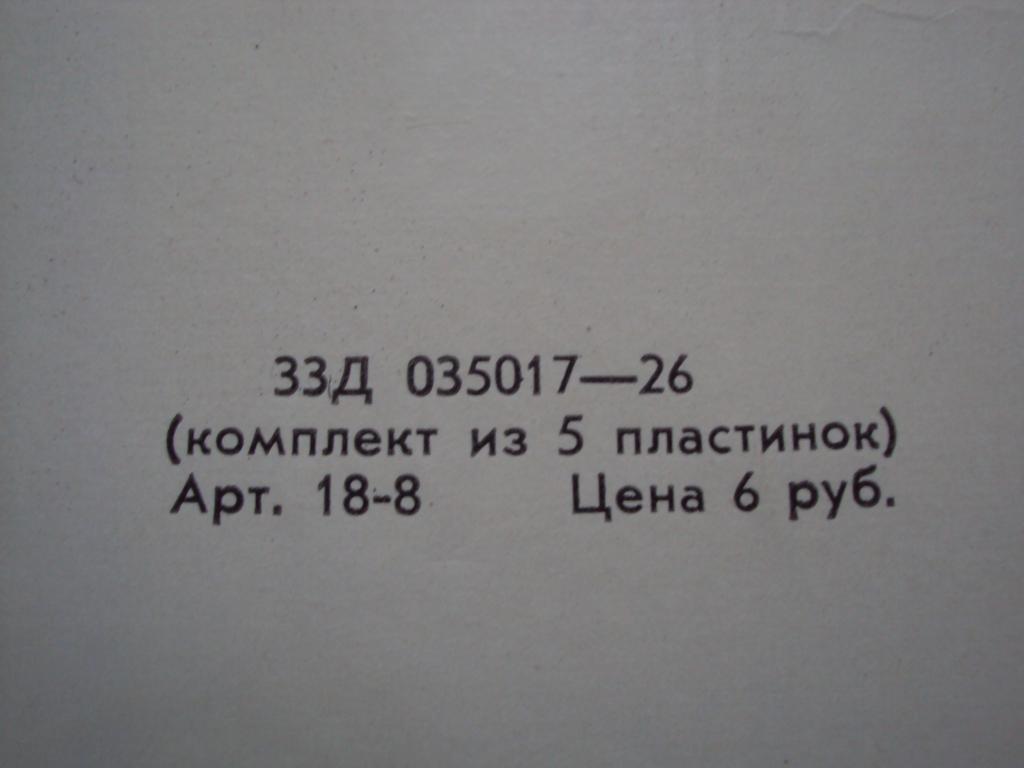 33Д 035017—26
(комплект из 5 пластинок)
Арт. 18-8 Цена 6 руб.